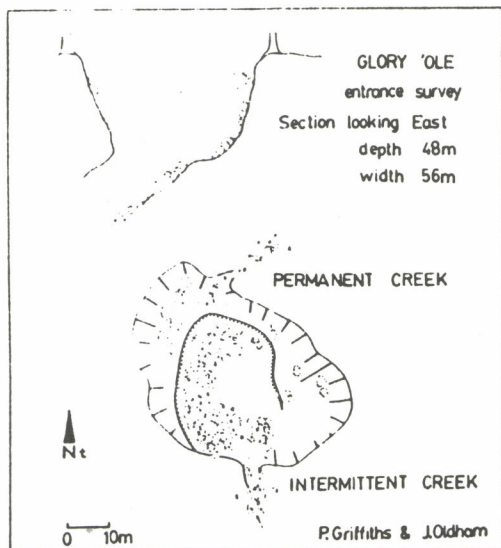 GLORY 'OLE
entrance survey
Section looking East
depth 48m
width 56m
PERMANENT CREEK
Nt
INTERMITTENT CREEK
0 10m
P.Griffiths & J.Oldham